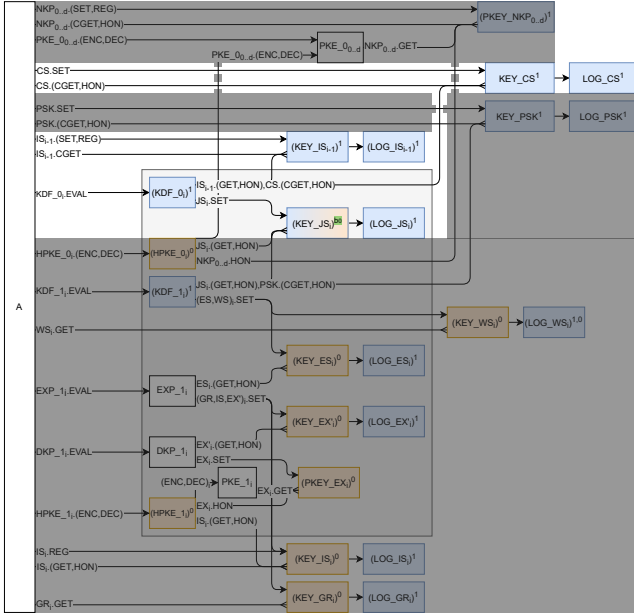 NKP₀..d.(SET,REG)
NKP₀..d.(CGET,HON)
(PKEY_NKP₀..d)¹
PKE_0₀..d.(ENC,DEC)
PKE_0₀..d.(ENC,DEC)
PKE_0₀..d
NKP₀..d.GET
CS.SET
CS.(CGET,HON)
KEY_CS¹
LOG_CS¹
PSK.SET
PSK.(CGET,HON)
KEY_PSK¹
LOG_PSK¹
ISᵢ₋₁.(SET,REG)
ISᵢ₋₁.CGET
(KEY_ISᵢ₋₁)¹
(LOG_ISᵢ₋₁)¹
KDF_0ᵢ.EVAL
(KDF_0ᵢ)¹
ISᵢ₋₁.(GET,HON),CS.(CGET,HON)
JSᵢ.SET
(KEY_JSᵢ)ᵇ⁰
(LOG_JSᵢ)¹
HPKE_0ᵢ.(ENC,DEC)
(HPKE_0ᵢ)⁰
JSᵢ.(GET,HON)
NKP₀..d.HON
KDF_1ᵢ.EVAL
(KDF_1ᵢ)¹
JSᵢ.(GET,HON),PSK.(CGET,HON)
(ES,WS)ᵢ.SET
A
WSᵢ.GET
(KEY_WSᵢ)⁰
(LOG_WSᵢ)¹,⁰
(KEY_ESᵢ)⁰
(LOG_ESᵢ)¹
EXP_1ᵢ.EVAL
EXP_1ᵢ
ESᵢ.(GET,HON)
(GR,IS,EX')ᵢ.SET
(KEY_EX'ᵢ)⁰
(LOG_EX'ᵢ)¹
DKP_1ᵢ.EVAL
DKP_1ᵢ
EX'ᵢ.(GET,HON)
EXᵢ.SET
(ENC,DEC)ᵢ
PKE_1ᵢ
EXᵢ.GET
(PKEY_EXᵢ)⁰
HPKE_1ᵢ.(ENC,DEC)
(HPKE_1ᵢ)⁰
EXᵢ.HON
ISᵢ.(GET,HON)
ISᵢ.REG
ISᵢ.(GET,HON)
(KEY_ISᵢ)⁰
(LOG_ISᵢ)¹
GRᵢ.GET
(KEY_GRᵢ)⁰
(LOG_GRᵢ)¹